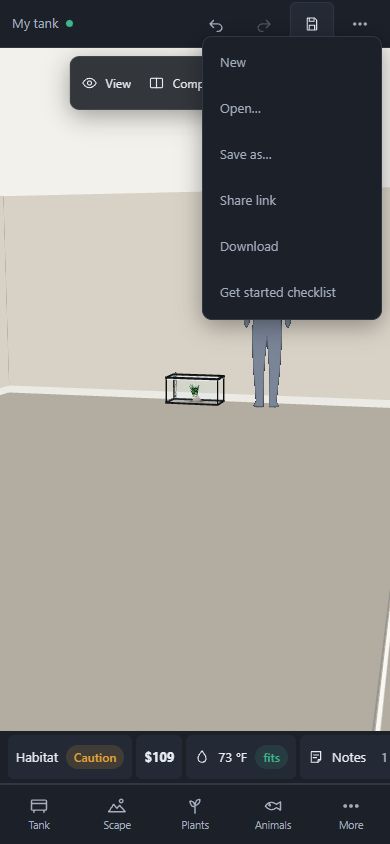 My tank
New
View
Comp
Open...
Save as...
Share link
Download
Get started checklist
Habitat Caution $109 73 °F fits Notes 1
Tank Scape Plants Animals More